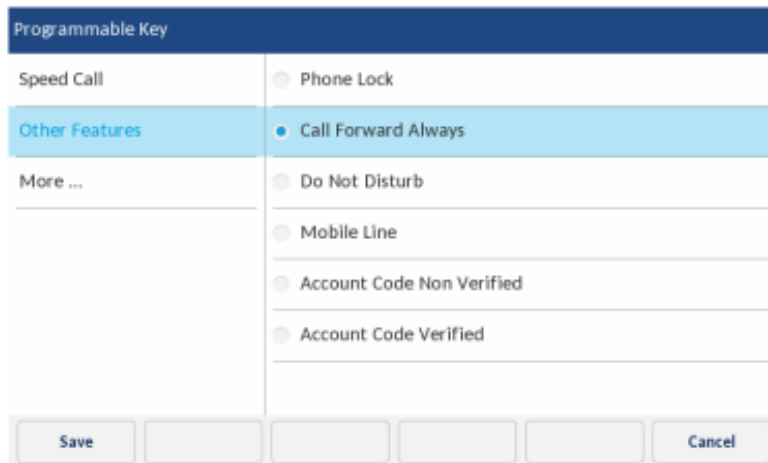 Programmable Key
Speed Call
Other Features
More ...
Phone Lock
Call Forward Always
Do Not Disturb
Mobile Line
Account Code Non Verified
Account Code Verified
Save
Cancel